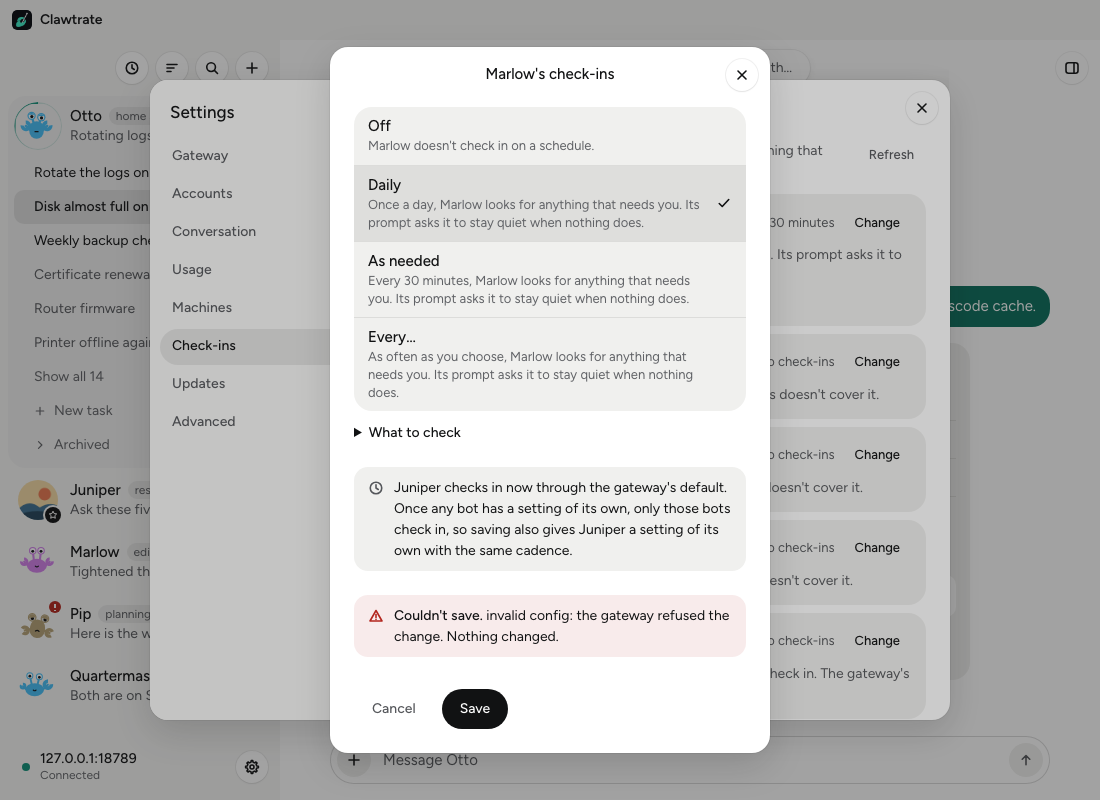 Clawtrate
th...
Otto home
Rotating logs
Rotate the logs on
Disk almost full on
Weekly backup che
Certificate renewa
Router firmware
Printer offline agai
Show all 14
New task
Archived
Juniper res
Ask these five
Marlow edi
Tightened th
Pip planning
Here is the w
Quartermas
Both are on S
127.0.0.1:18789
Connected
Settings
Gateway
Accounts
Conversation
Usage
Machines
Check-ins
Updates
Advanced
hing that
Refresh
30 minutes Change
. Its prompt asks it to
o check-ins Change
s doesn't cover it.
o check-ins Change
doesn't cover it.
o check-ins Change
esn't cover it.
o check-ins Change
heck in. The gateway's
scode cache.
Message Otto
Marlow's check-ins
Off
Marlow doesn't check in on a schedule.
Daily
Once a day, Marlow looks for anything that needs you. Its
prompt asks it to stay quiet when nothing does.
As needed
Every 30 minutes, Marlow looks for anything that needs
you. Its prompt asks it to stay quiet when nothing does.
Every...
As often as you choose, Marlow looks for anything that
needs you. Its prompt asks it to stay quiet when nothing
does.
What to check
Juniper checks in now through the gateway's default.
Once any bot has a setting of its own, only those bots
check in, so saving also gives Juniper a setting of its
own with the same cadence.
Couldn't save. invalid config: the gateway refused the
change. Nothing changed.
Cancel
Save